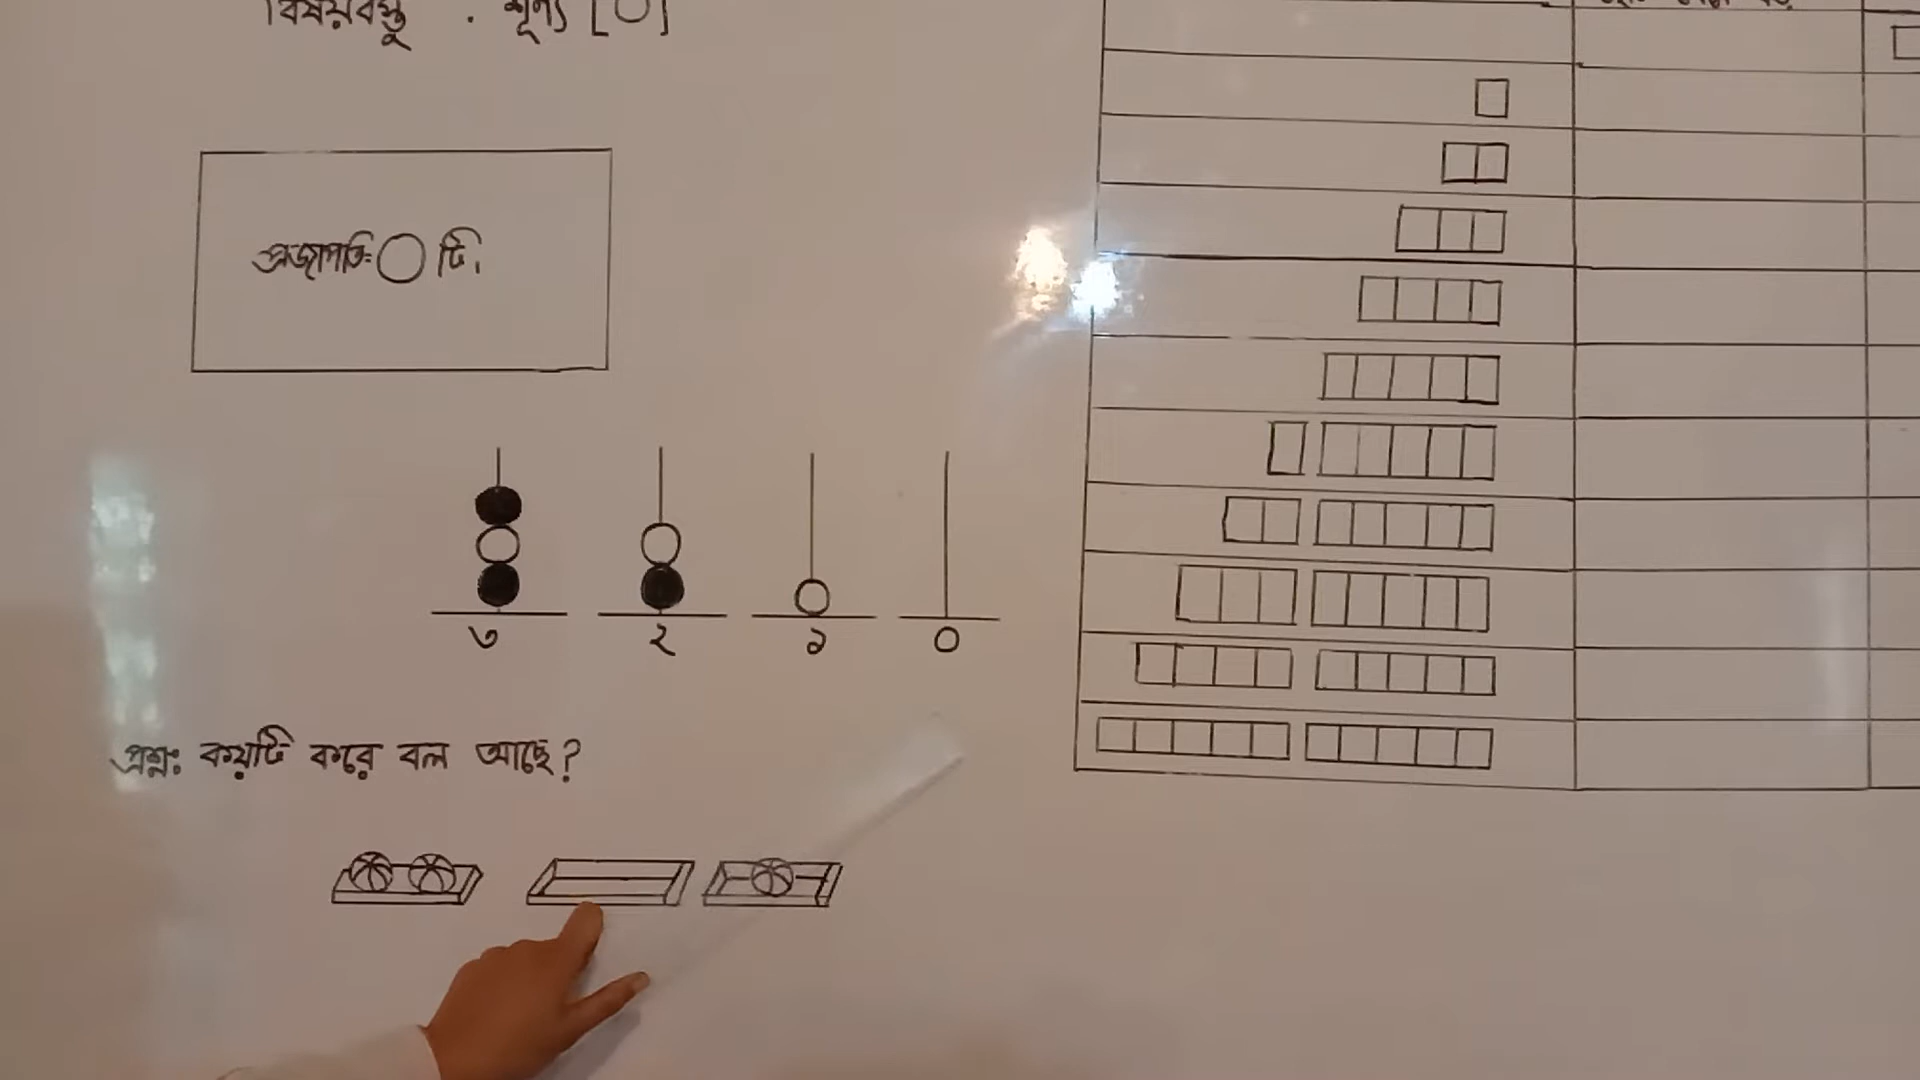 বিষয়বস্তু : শূন্য [০]
প্রজাপতি ০ টি।
৩ ২ ১ ০
প্রশ্ন: কয়টি করে বল আছে?